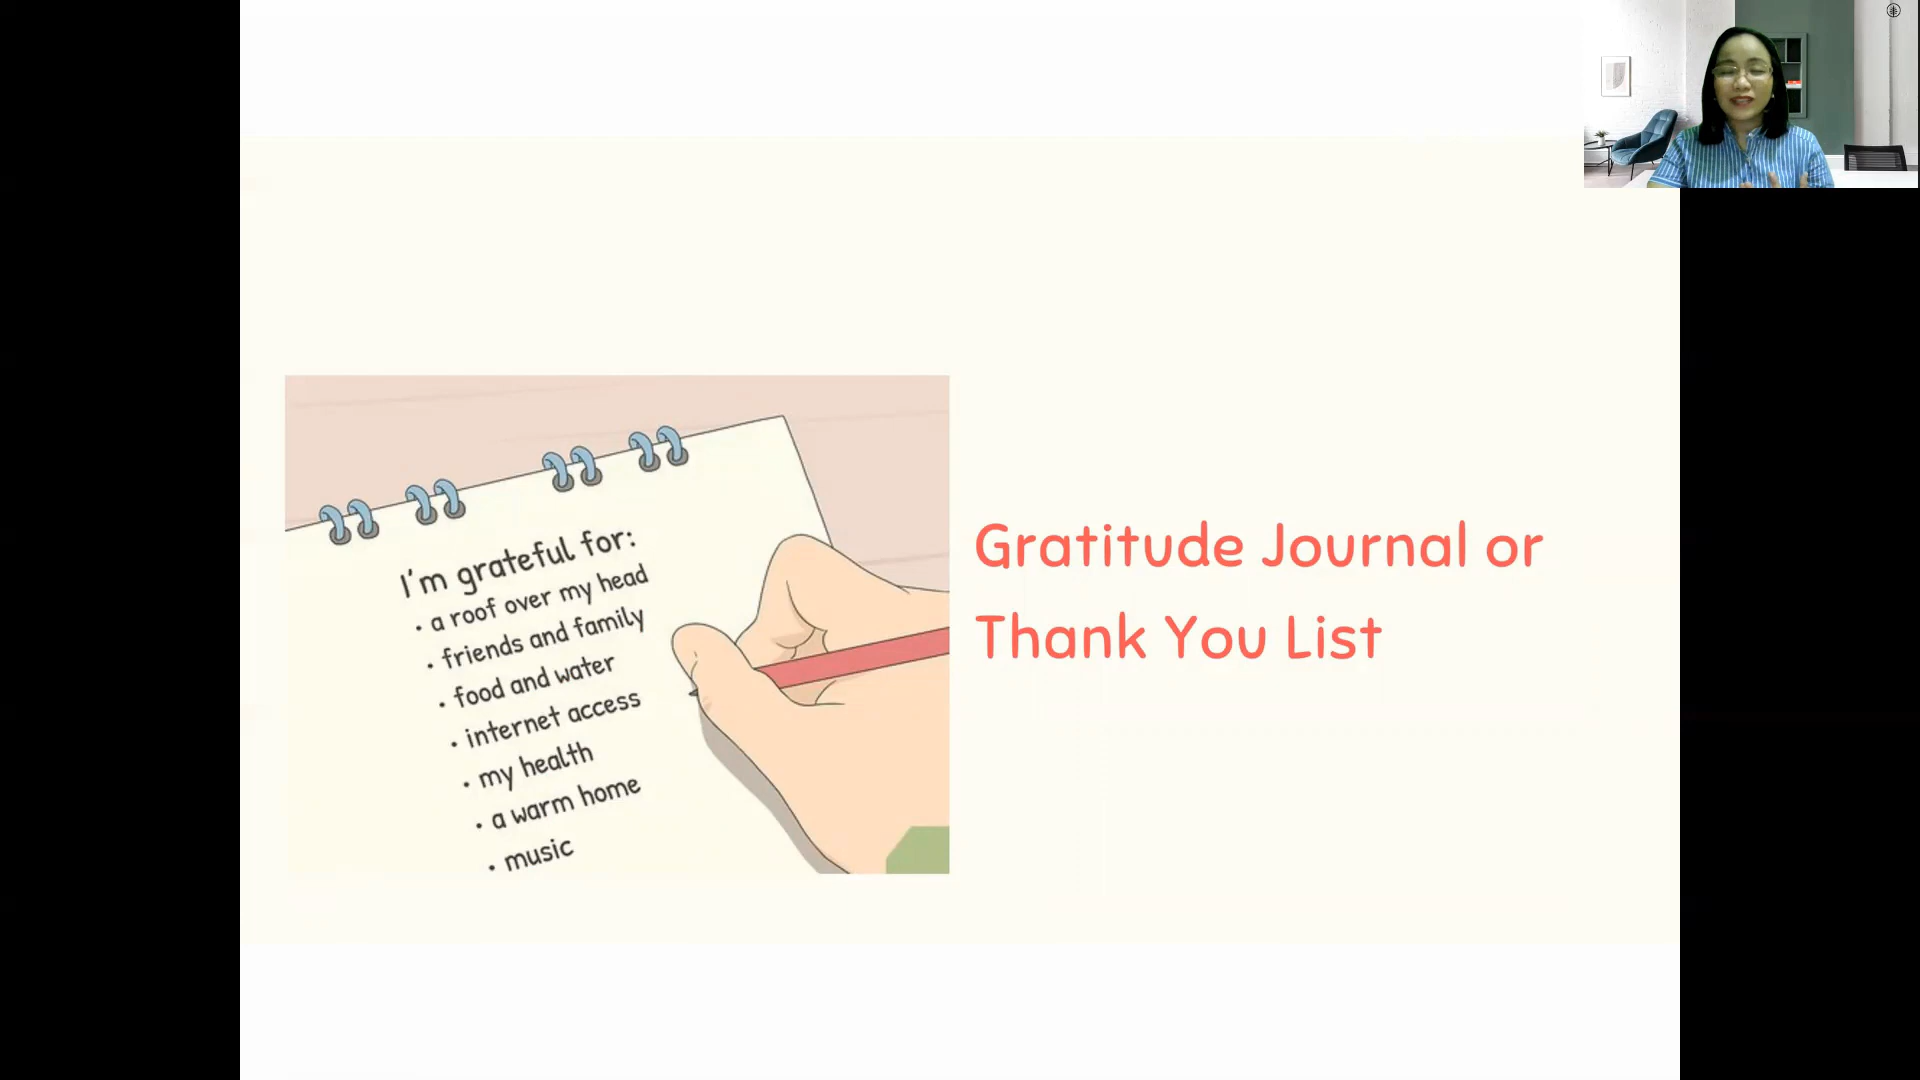 I'm grateful for:
• a roof over my head
• friends and family
• food and water
• internet access
• my health
• a warm home
• music
Gratitude Journal or
Thank You List